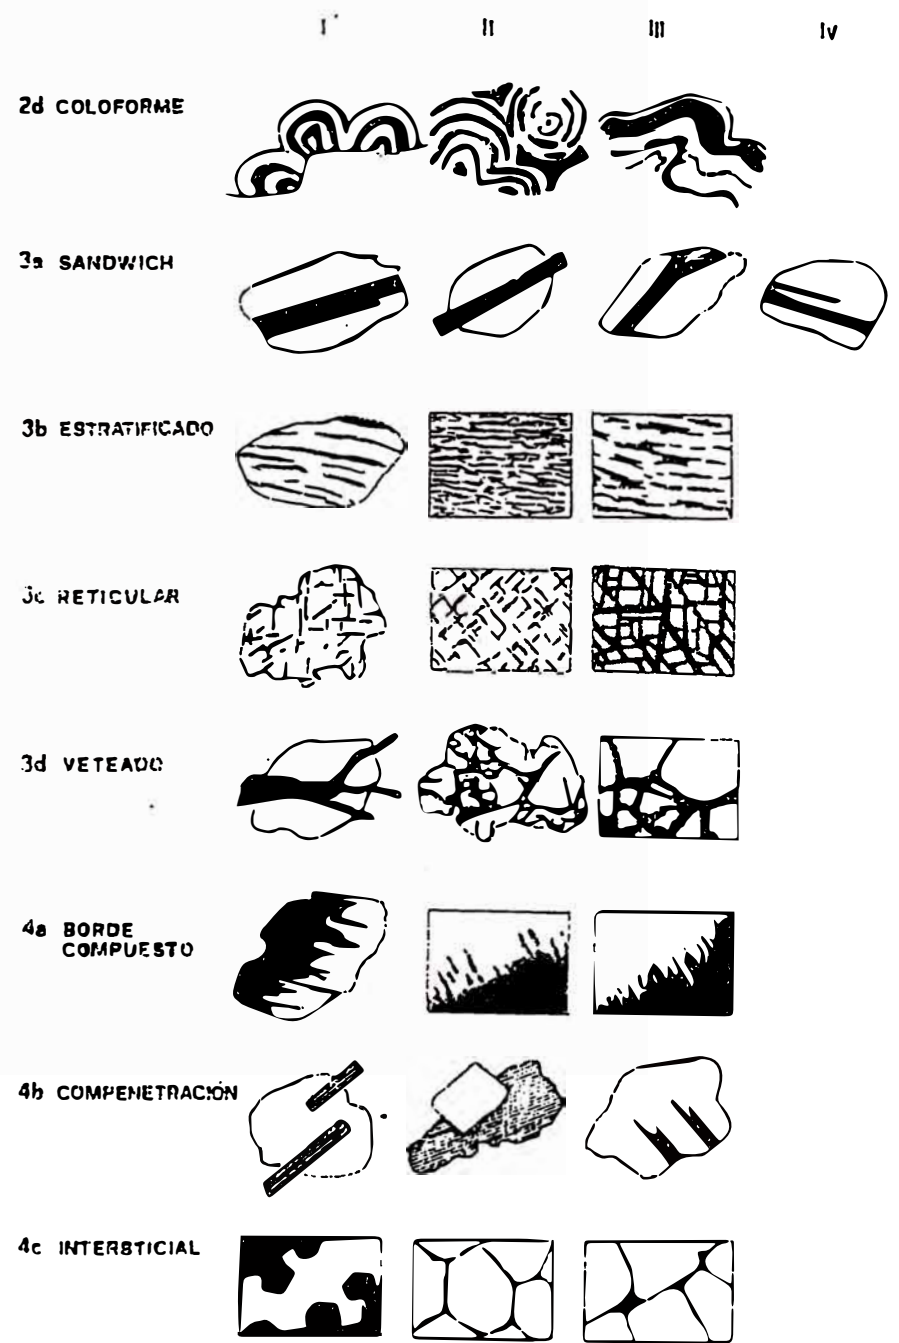 I II III IV
2d COLOFORME
3a SANDWICH
3b ESTRATIFICADO
3c RETICULAR
3d VETEADO
4a BORDE
COMPUESTO
4b COMPENETRACIÓN
4c INTERSTICIAL